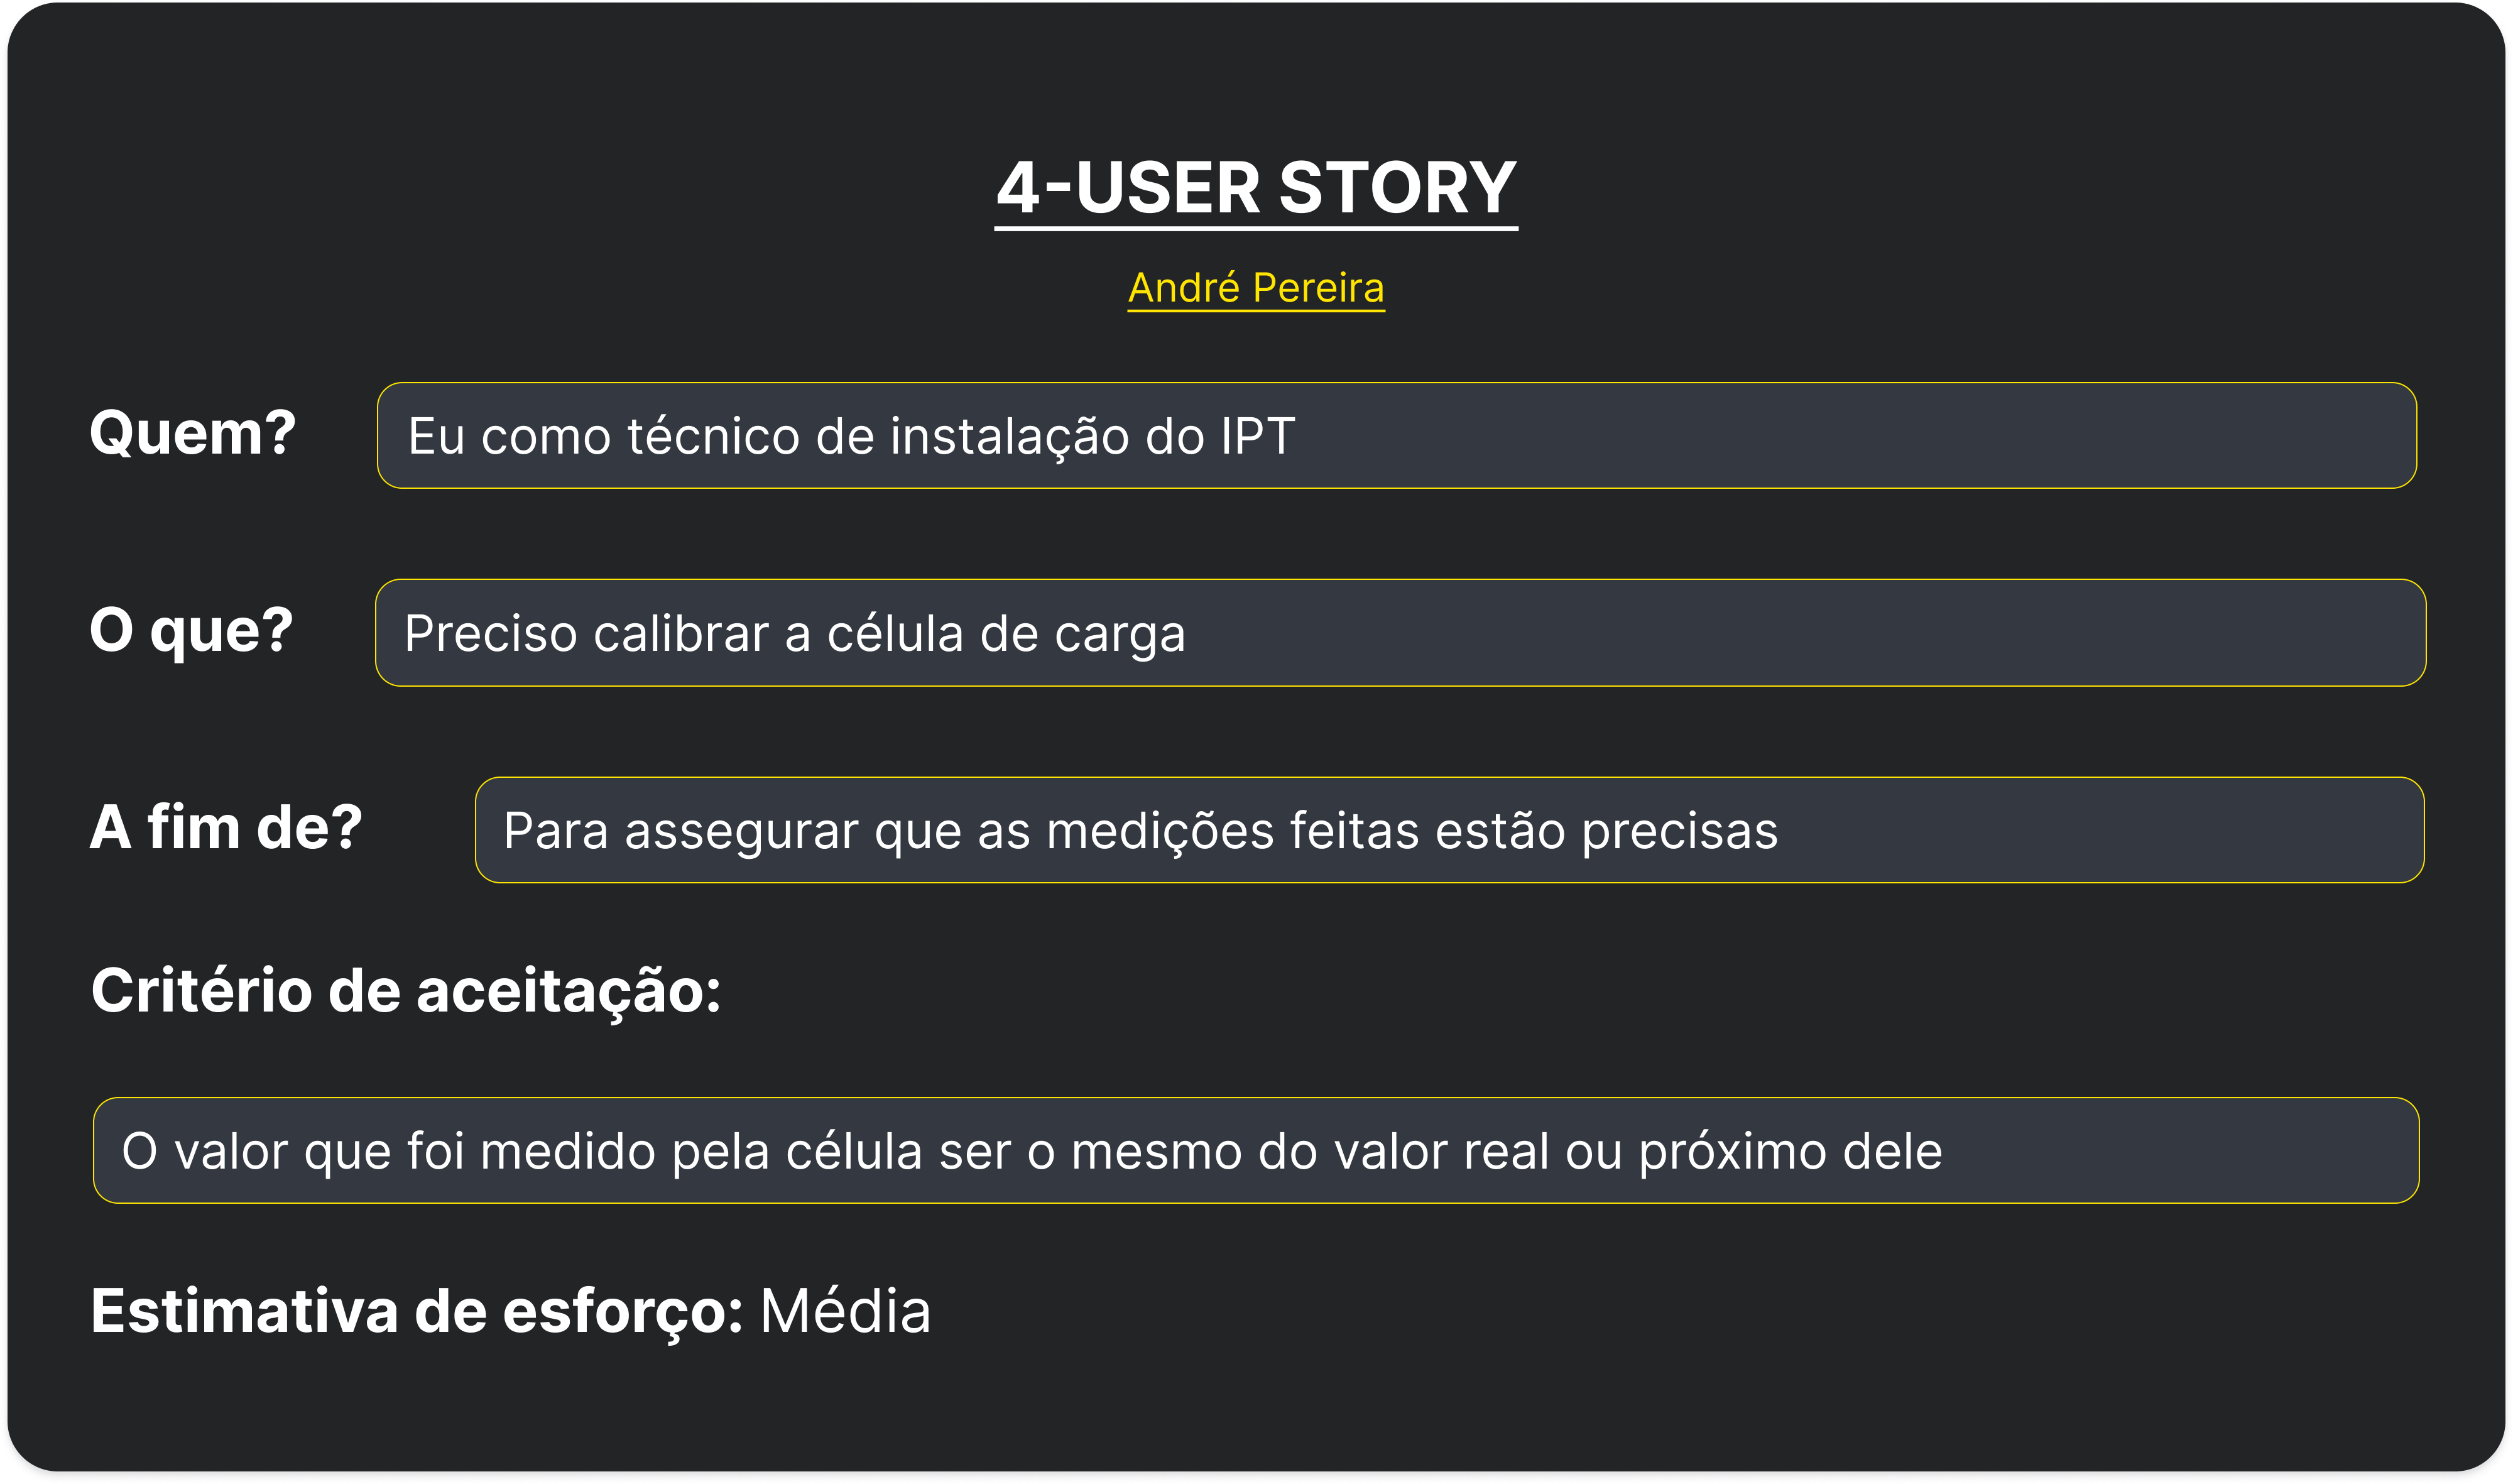 4-USER STORY
André Pereira
Quem? Eu como técnico de instalação do IPT
O que? Preciso calibrar a célula de carga
A fim de? Para assegurar que as medições feitas estão precisas
Critério de aceitação:
O valor que foi medido pela célula ser o mesmo do valor real ou próximo dele
Estimativa de esforço: Média